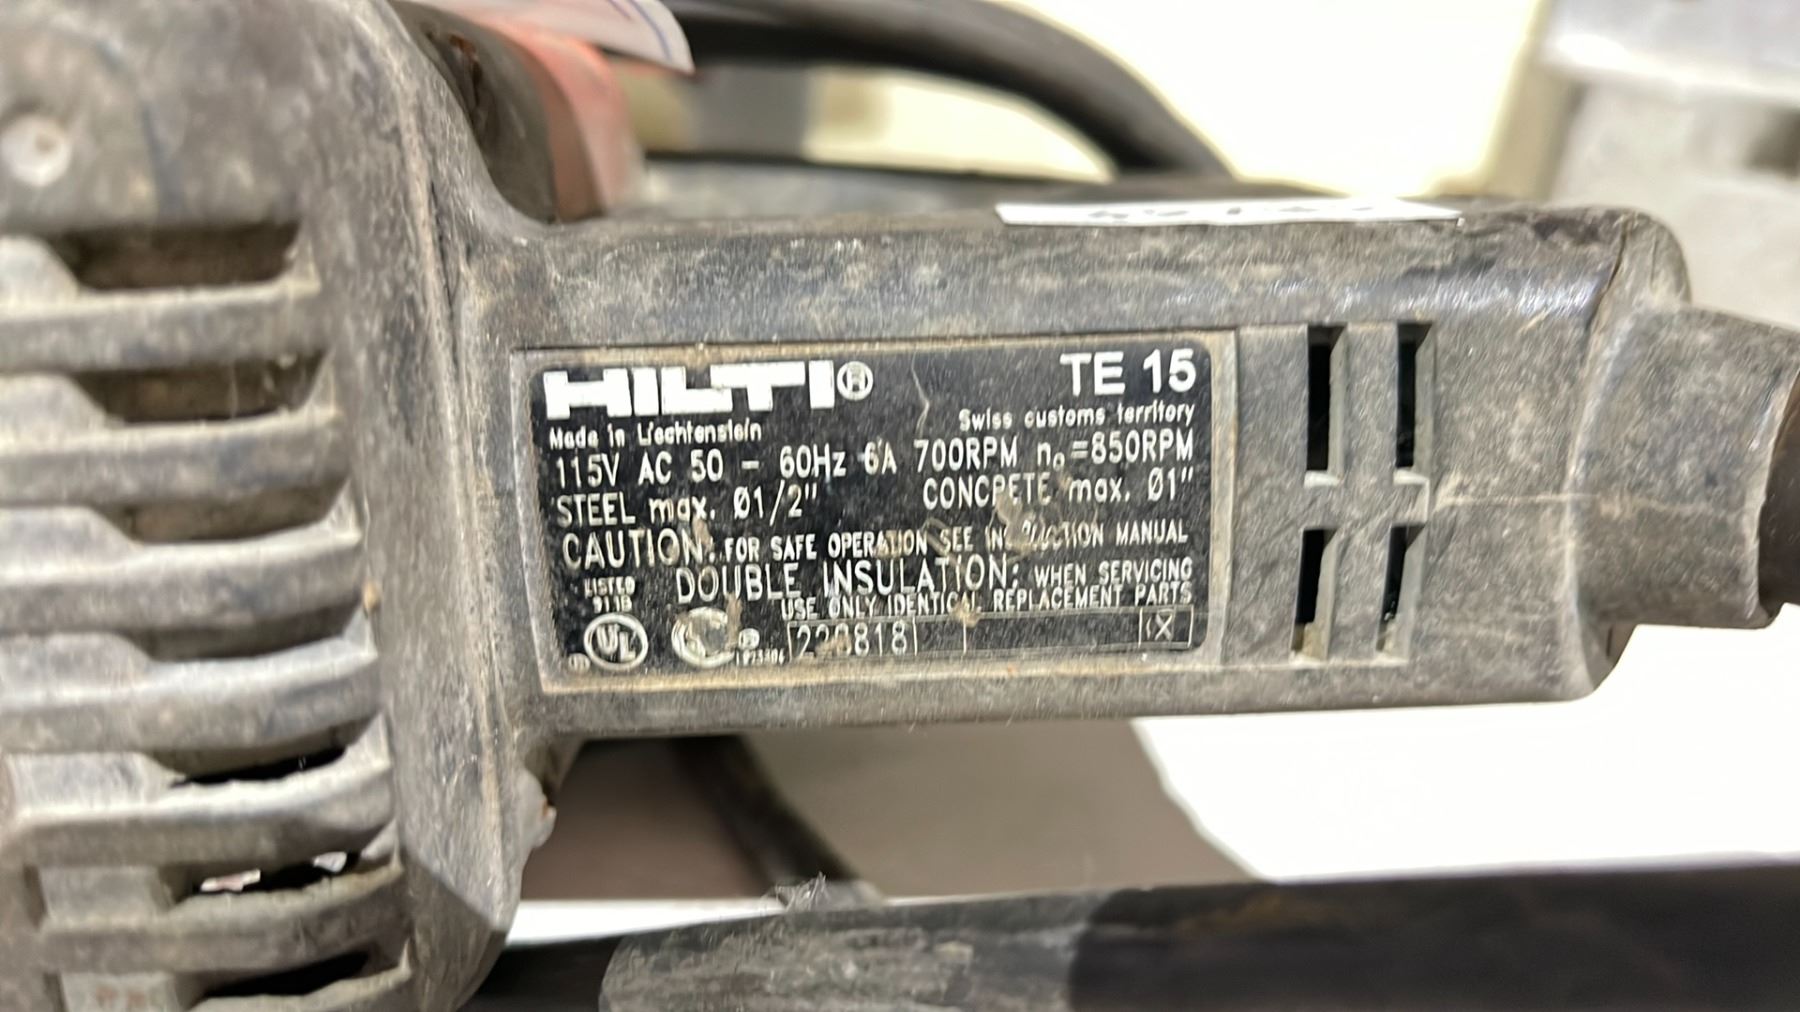 HILTI® TE 15
Made in Liechtenstein Swiss customs territory
115V AC 50 - 60Hz 6A 700RPM n₀=850RPM
STEEL max. Ø1/2" CONCRETE max. Ø1"
CAUTION: FOR SAFE OPERATION SEE INSTRUCTION MANUAL
DOUBLE INSULATION: WHEN SERVICING
USE ONLY IDENTICAL REPLACEMENT PARTS
LISTED
911B
UL ®
X